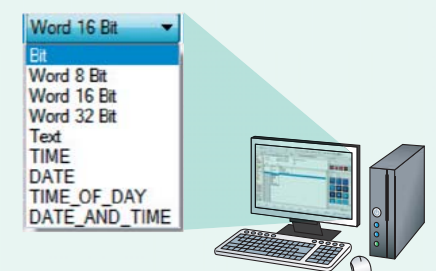 Word 16 Bit
Bit
Word 8 Bit
Word 16 Bit
Word 32 Bit
Text
TIME
DATE
TIME_OF_DAY
DATE_AND_TIME